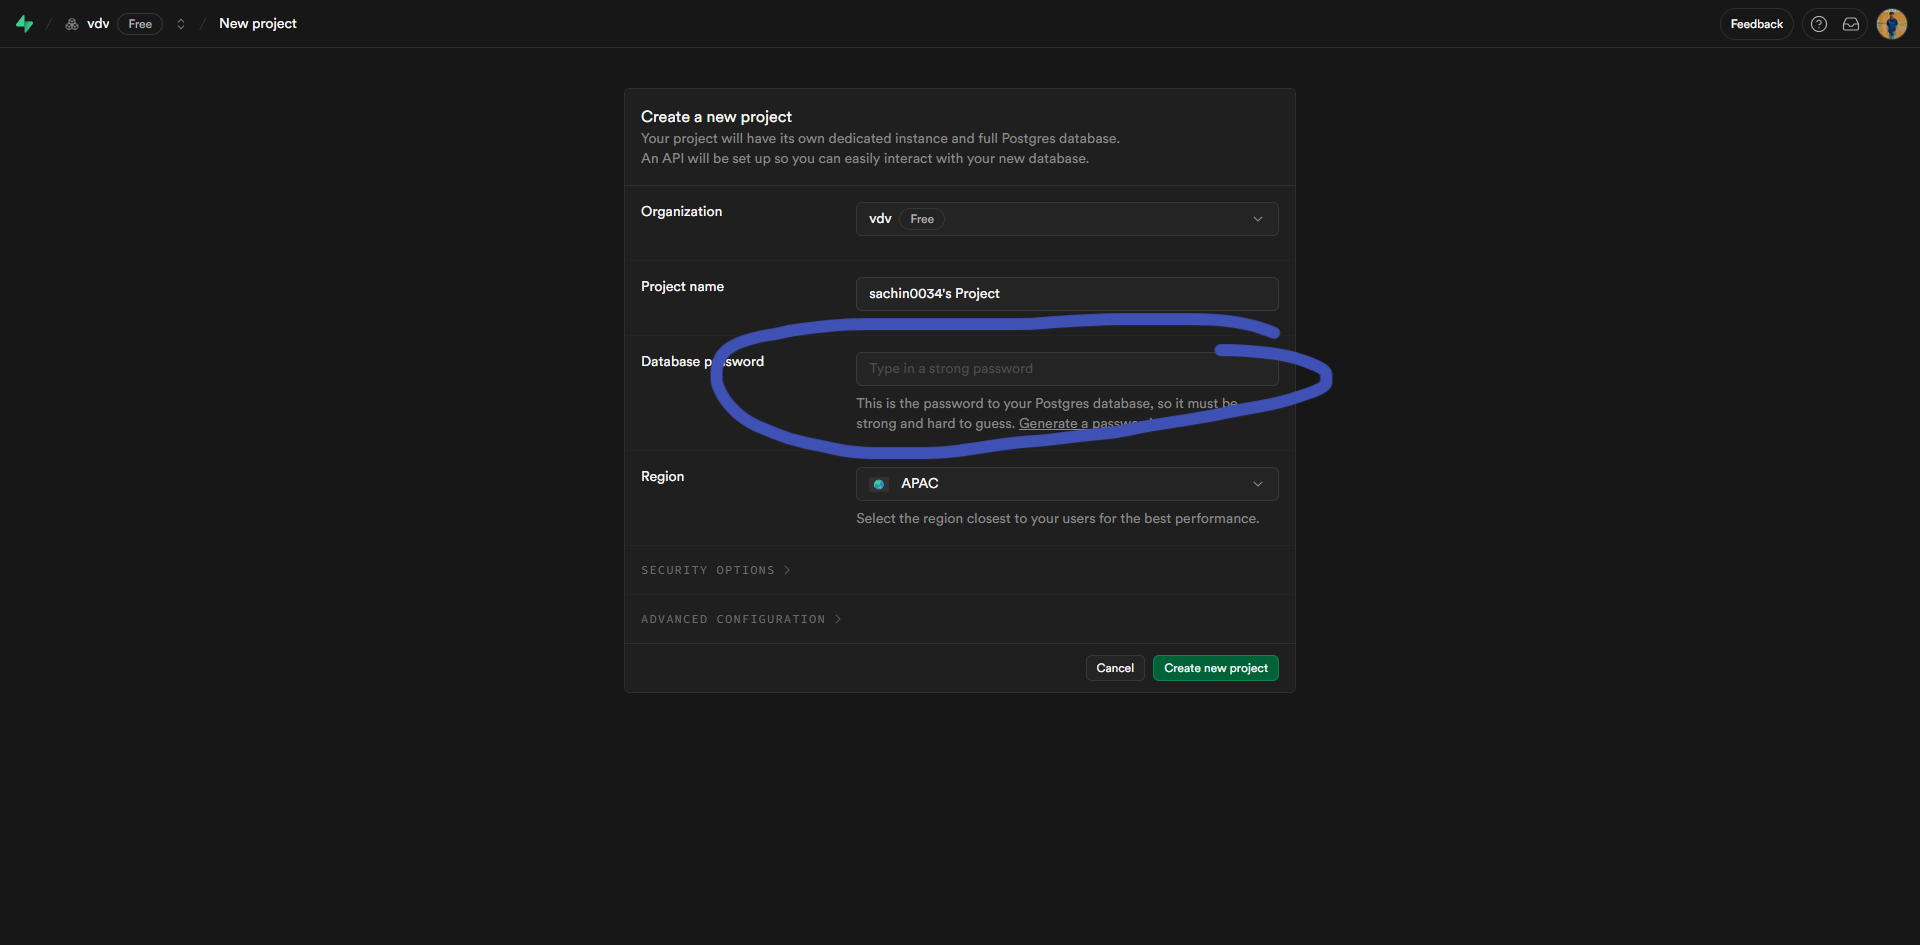 vdv Free New project Feedback
Create a new project
Your project will have its own dedicated instance and full Postgres database.
An API will be set up so you can easily interact with your new database.
Organization
vdv Free
Project name
sachin0034's Project
Database password
Type in a strong password
This is the password to your Postgres database, so it must be
strong and hard to guess. Generate a password
Region
APAC
Select the region closest to your users for the best performance.
SECURITY OPTIONS
ADVANCED CONFIGURATION
Cancel Create new project